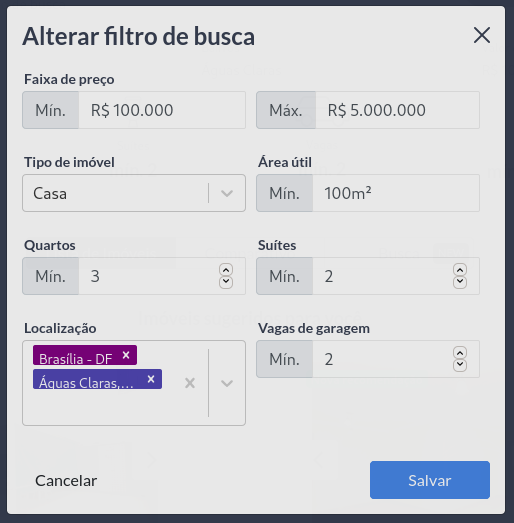 Alterar filtro de busca
Faixa de preço
Mín. R$ 100.000 Máx. R$ 5.000.000
Tipo de imóvel Área útil
Casa Mín. 100m²
Quartos Suítes
Mín. 3 Mín. 2
Localização Vagas de garagem
Brasília - DF Mín. 2
Águas Claras,...
Cancelar Salvar